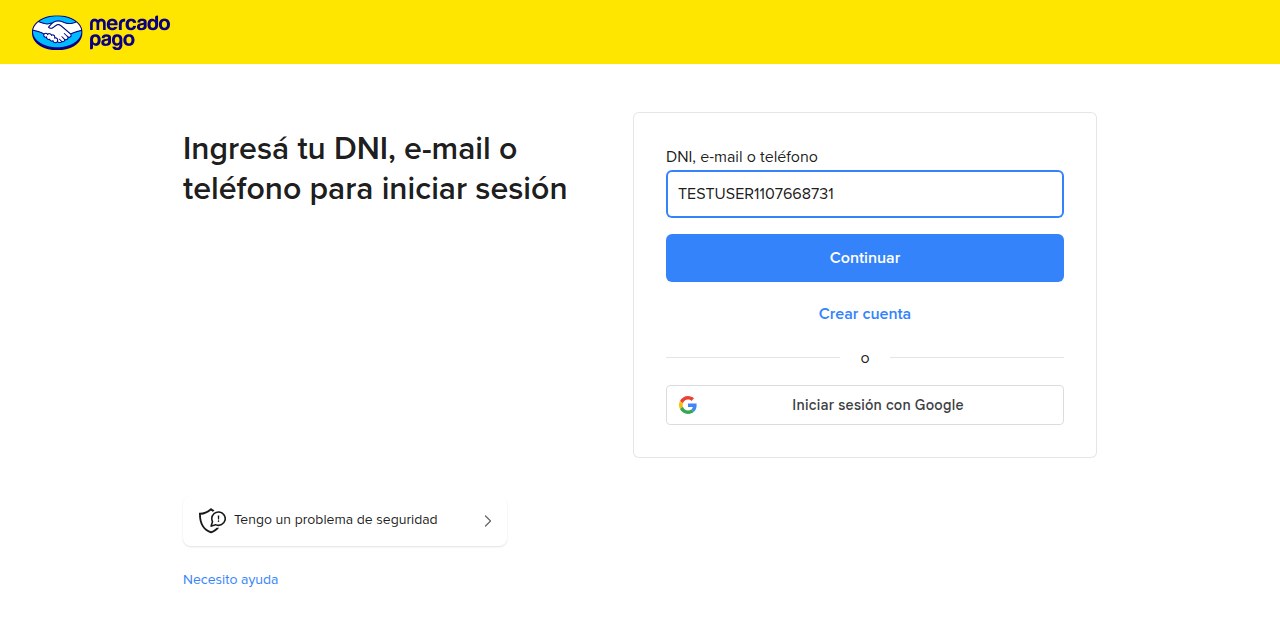 mercado
pago
Ingresá tu DNI, e-mail o
teléfono para iniciar sesión
DNI, e-mail o teléfono
TESTUSER1107668731
Continuar
Crear cuenta
o
Iniciar sesión con Google
Tengo un problema de seguridad
Necesito ayuda